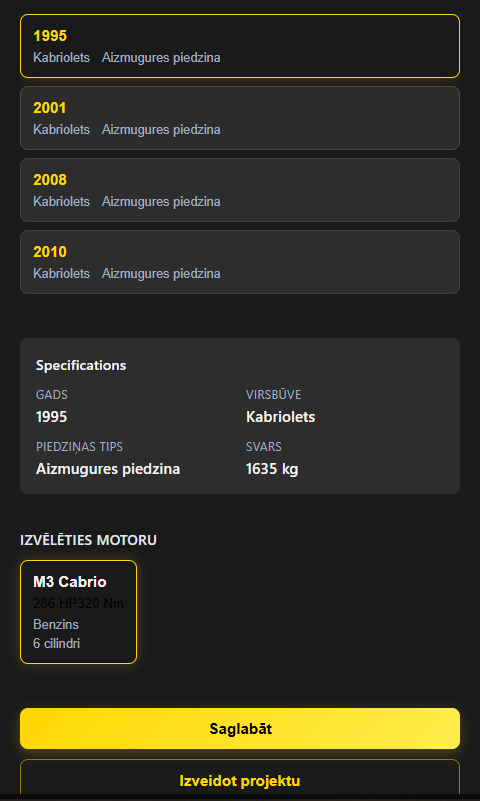 1995
Kabriolets Aizmugures piedzina
2001
Kabriolets Aizmugures piedzina
2008
Kabriolets Aizmugures piedzina
2010
Kabriolets Aizmugures piedzina
Specifications
GADS VIRSBŪVE
1995 Kabriolets
PIEDZIŅAS TIPS SVARS
Aizmugures piedzina 1635 kg
IZVĒLĒTIES MOTORU
M3 Cabrio
286 HP320 Nm
Benzins
6 cilindri
Saglabāt
Izveidot projektu